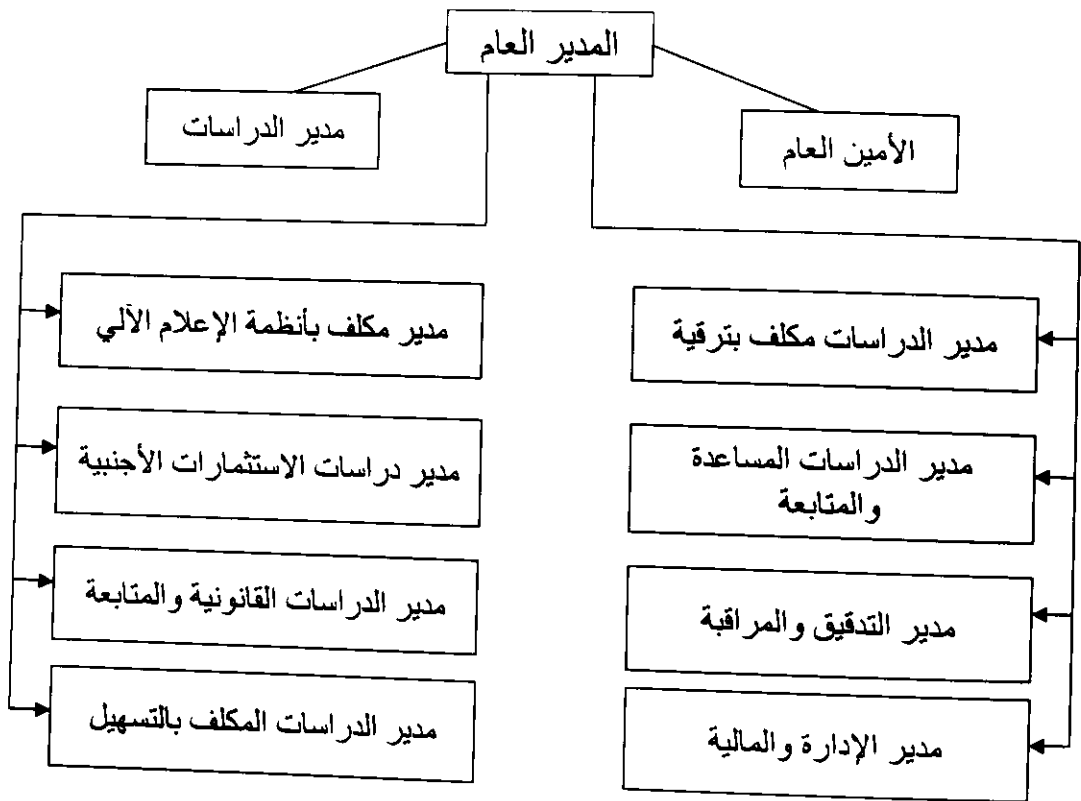 المدير العام
الأمين العام
مدير الدراسات
مدير الدراسات مكلف بترقية
مدير الدراسات المساعدة
والمتابعة
مدير التدقيق والمراقبة
مدير الإدارة والمالية
مدير مكلف بأنظمة الإعلام الآلي
مدير دراسات الاستثمارات الأجنبية
مدير الدراسات القانونية والمتابعة
مدير الدراسات المكلف بالتسهيل